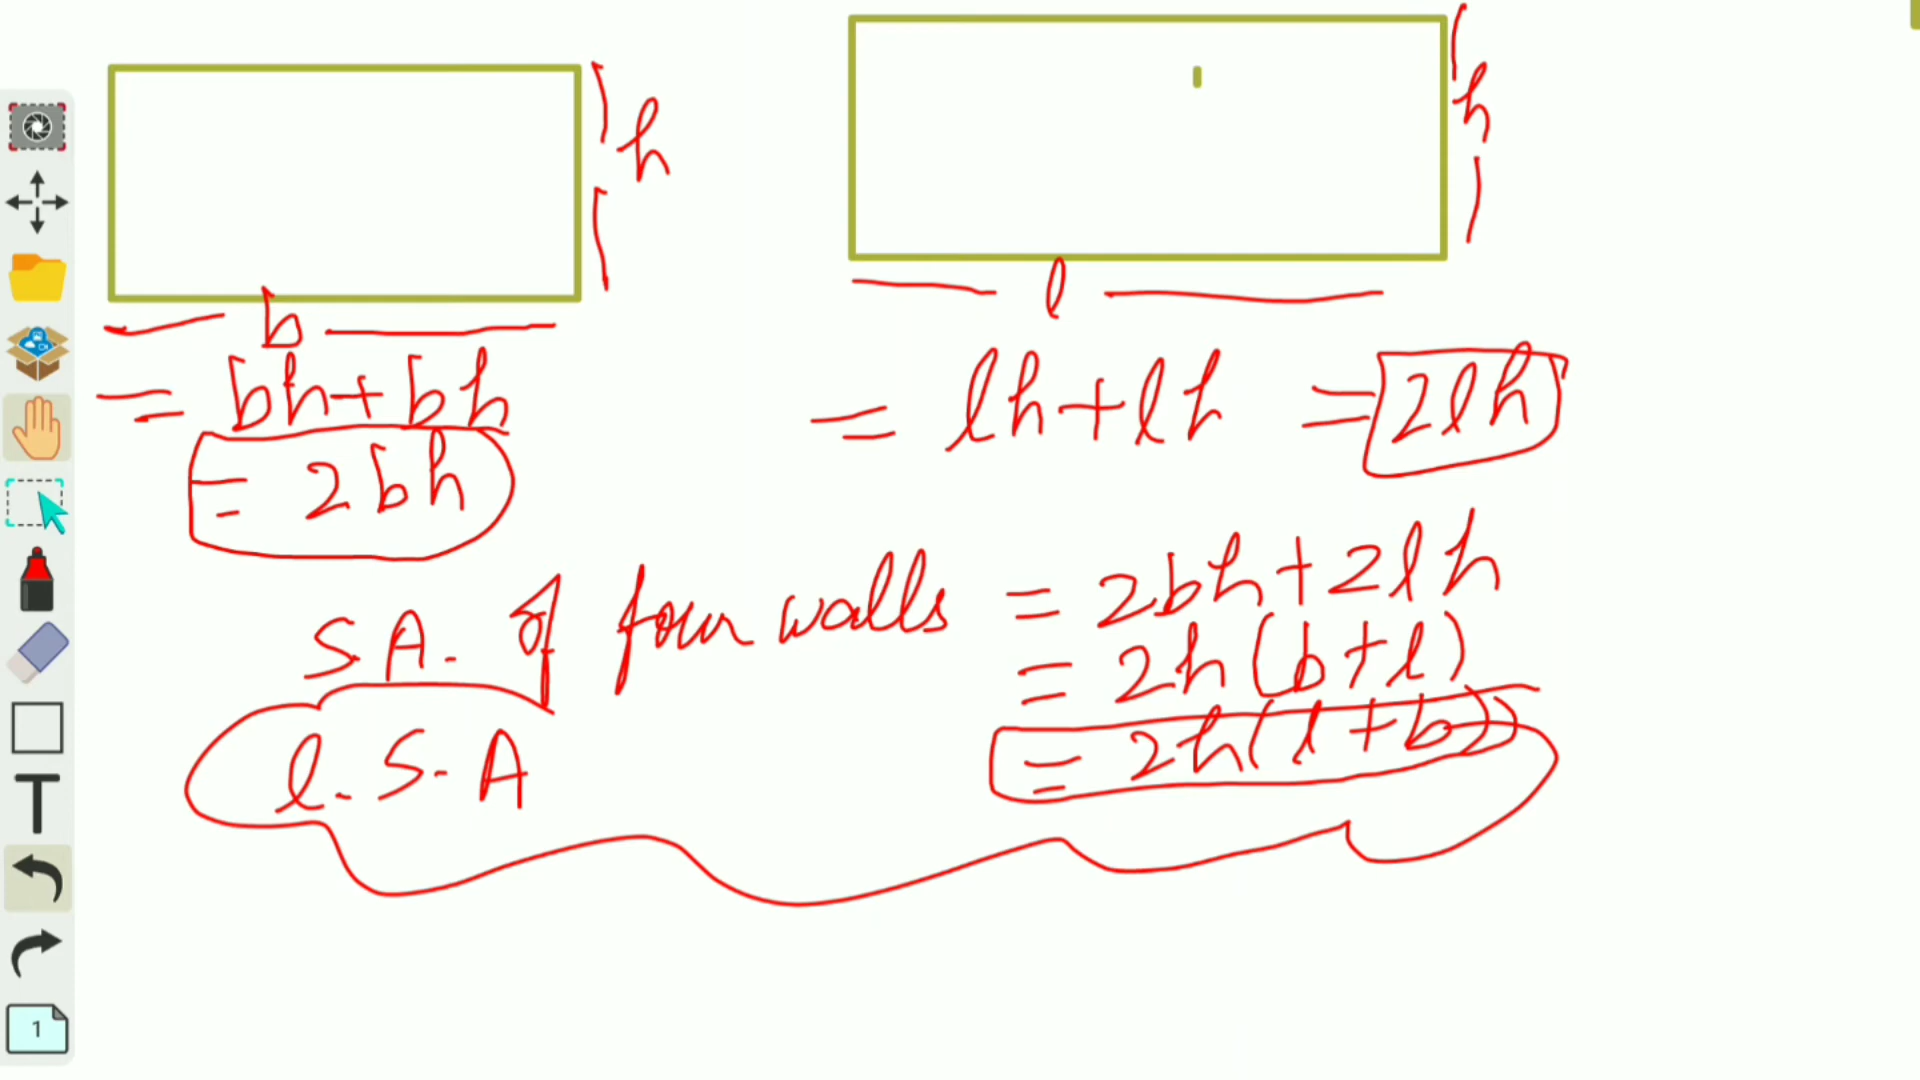 h
h
b
l
= bh+bh
= lh+lh = 2lh
= 2bh
S.A. of four walls = 2bh+2lh
= 2h(b+l)
l.S.A = 2h(l+b))
T
1